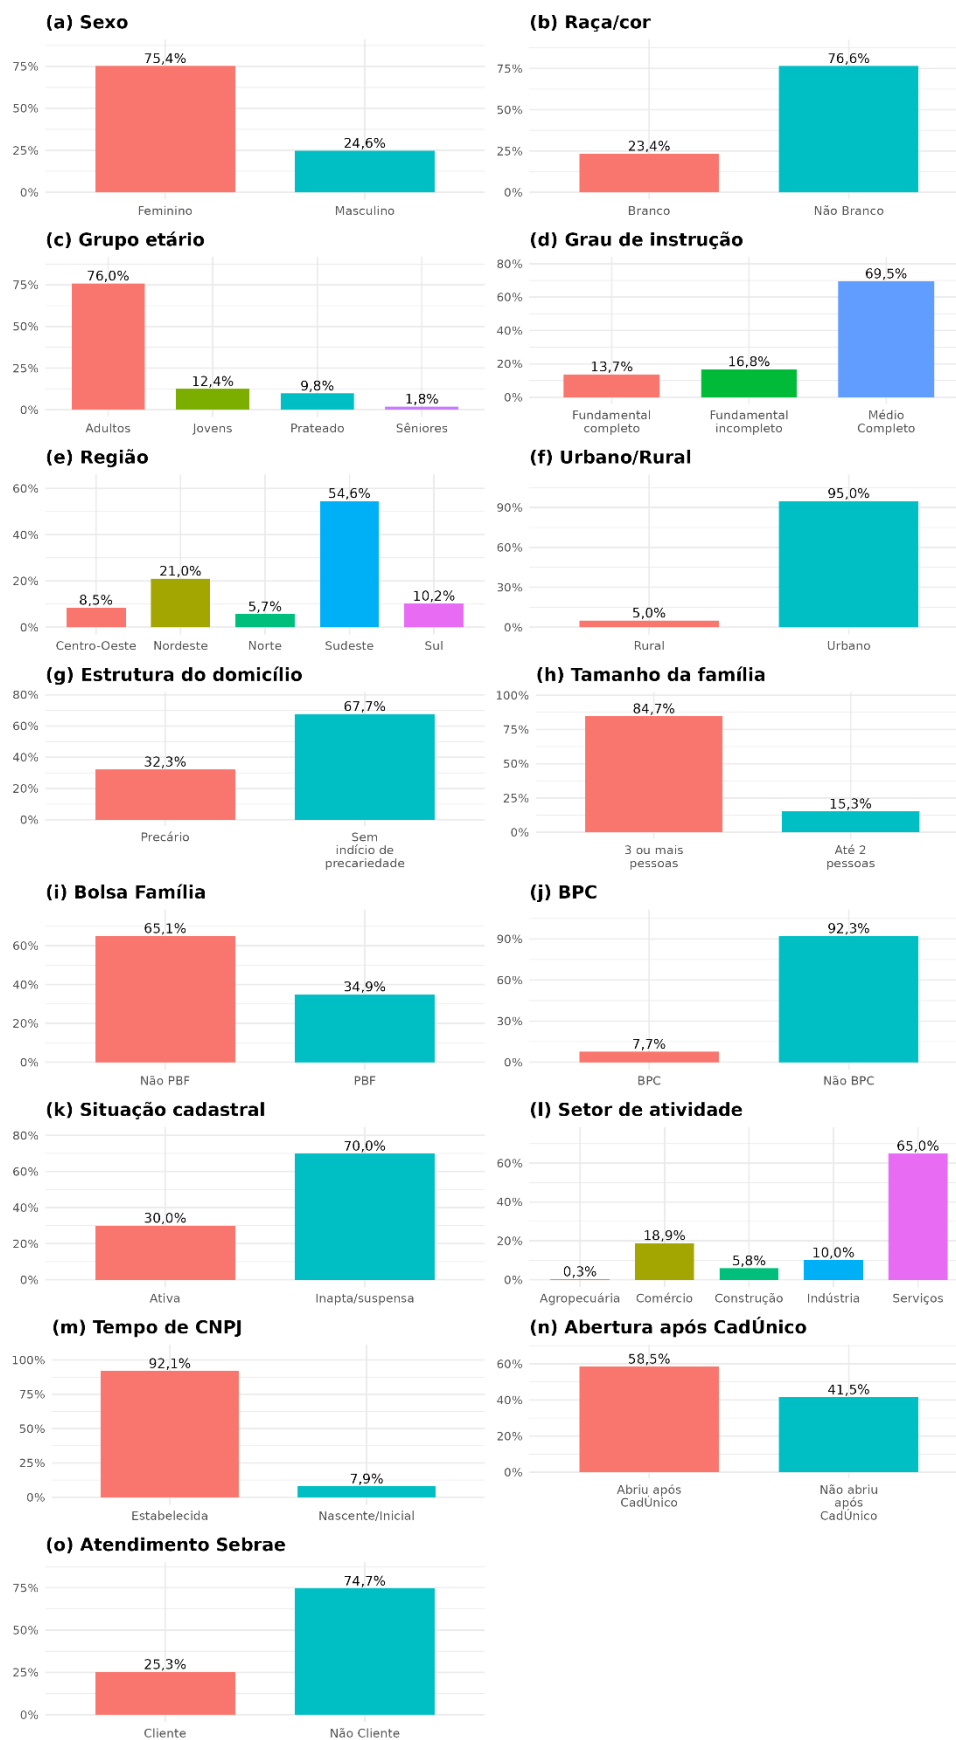 (a) Sexo
75,4%
24,6%
75%
50%
25%
0%
Feminino Masculino
(b) Raça/cor
76,6%
23,4%
75%
50%
25%
0%
Branco Não Branco
(c) Grupo etário
76,0%
12,4%
9,8%
1,8%
75%
50%
25%
0%
Adultos Jovens Prateado Sêniores
(d) Grau de instrução
69,5%
13,7%
16,8%
80%
60%
40%
20%
0%
Fundamental completo
Fundamental incompleto
Médio Completo
(e) Região
54,6%
21,0%
8,5%
5,7%
10,2%
60%
40%
20%
0%
Centro-Oeste Nordeste Norte Sudeste Sul
(f) Urbano/Rural
95,0%
5,0%
90%
60%
30%
0%
Rural Urbano
(g) Estrutura do domicílio
67,7%
32,3%
80%
60%
40%
20%
0%
Precário
Sem
indício de
precariedade
(h) Tamanho da família
84,7%
15,3%
100%
75%
50%
25%
0%
3 ou mais
pessoas
Até 2
pessoas
(i) Bolsa Família
65,1%
34,9%
60%
40%
20%
0%
Não PBF PBF
(j) BPC
92,3%
7,7%
90%
60%
30%
0%
BPC Não BPC
(k) Situação cadastral
70,0%
30,0%
80%
60%
40%
20%
0%
Ativa Inapta/suspensa
(l) Setor de atividade
65,0%
0,3%
18,9%
5,8%
10,0%
60%
40%
20%
0%
Agropecuária Comércio Construção Indústria Serviços
(m) Tempo de CNPJ
92,1%
7,9%
100%
75%
50%
25%
0%
Estabelecida Nascente/Inicial
(n) Abertura após CadÚnico
58,5%
41,5%
60%
40%
20%
0%
Abriu após
CadÚnico
Não abriu
após
CadÚnico
(o) Atendimento Sebrae
74,7%
25,3%
75%
50%
25%
0%
Cliente Não Cliente